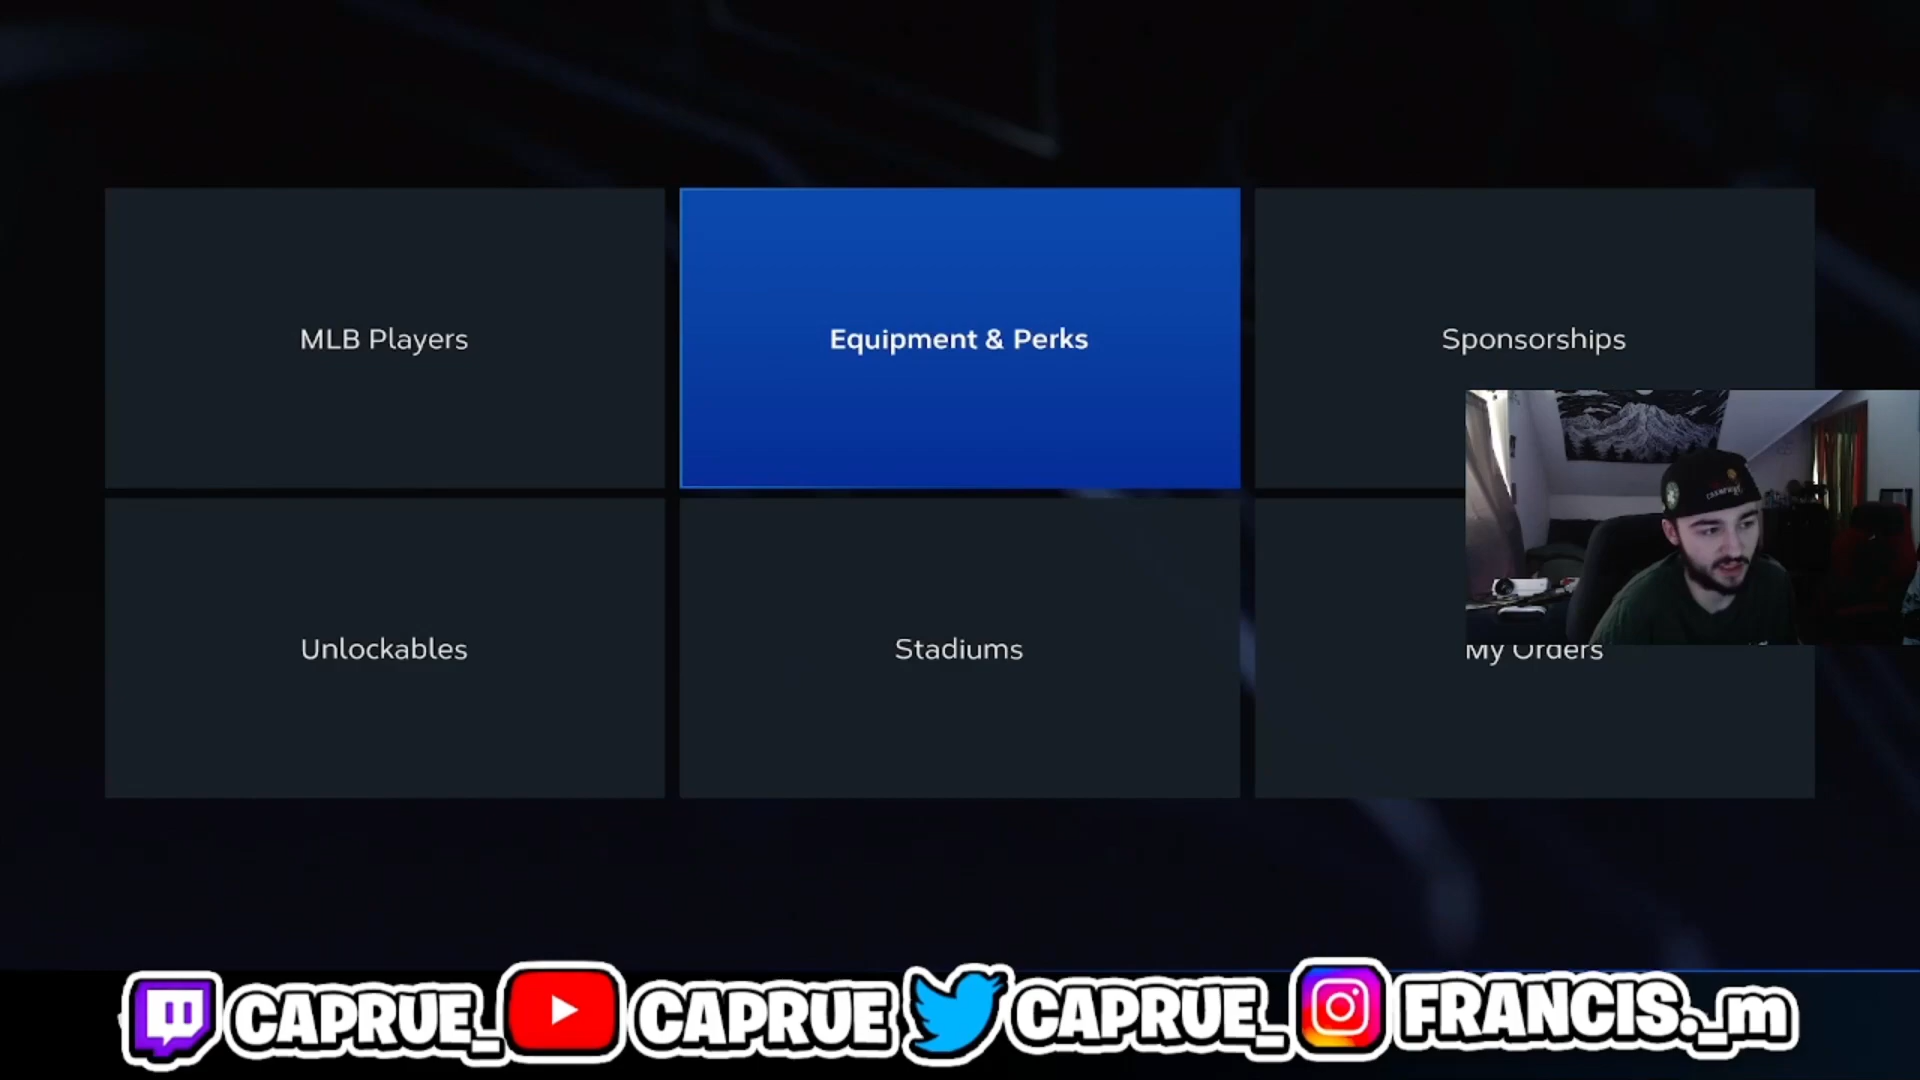 MLB Players
Equipment & Perks
Sponsorships
Unlockables
Stadiums
My Orders
CAPRUE_
CAPRUE
CAPRUE_
FRANCIS._m